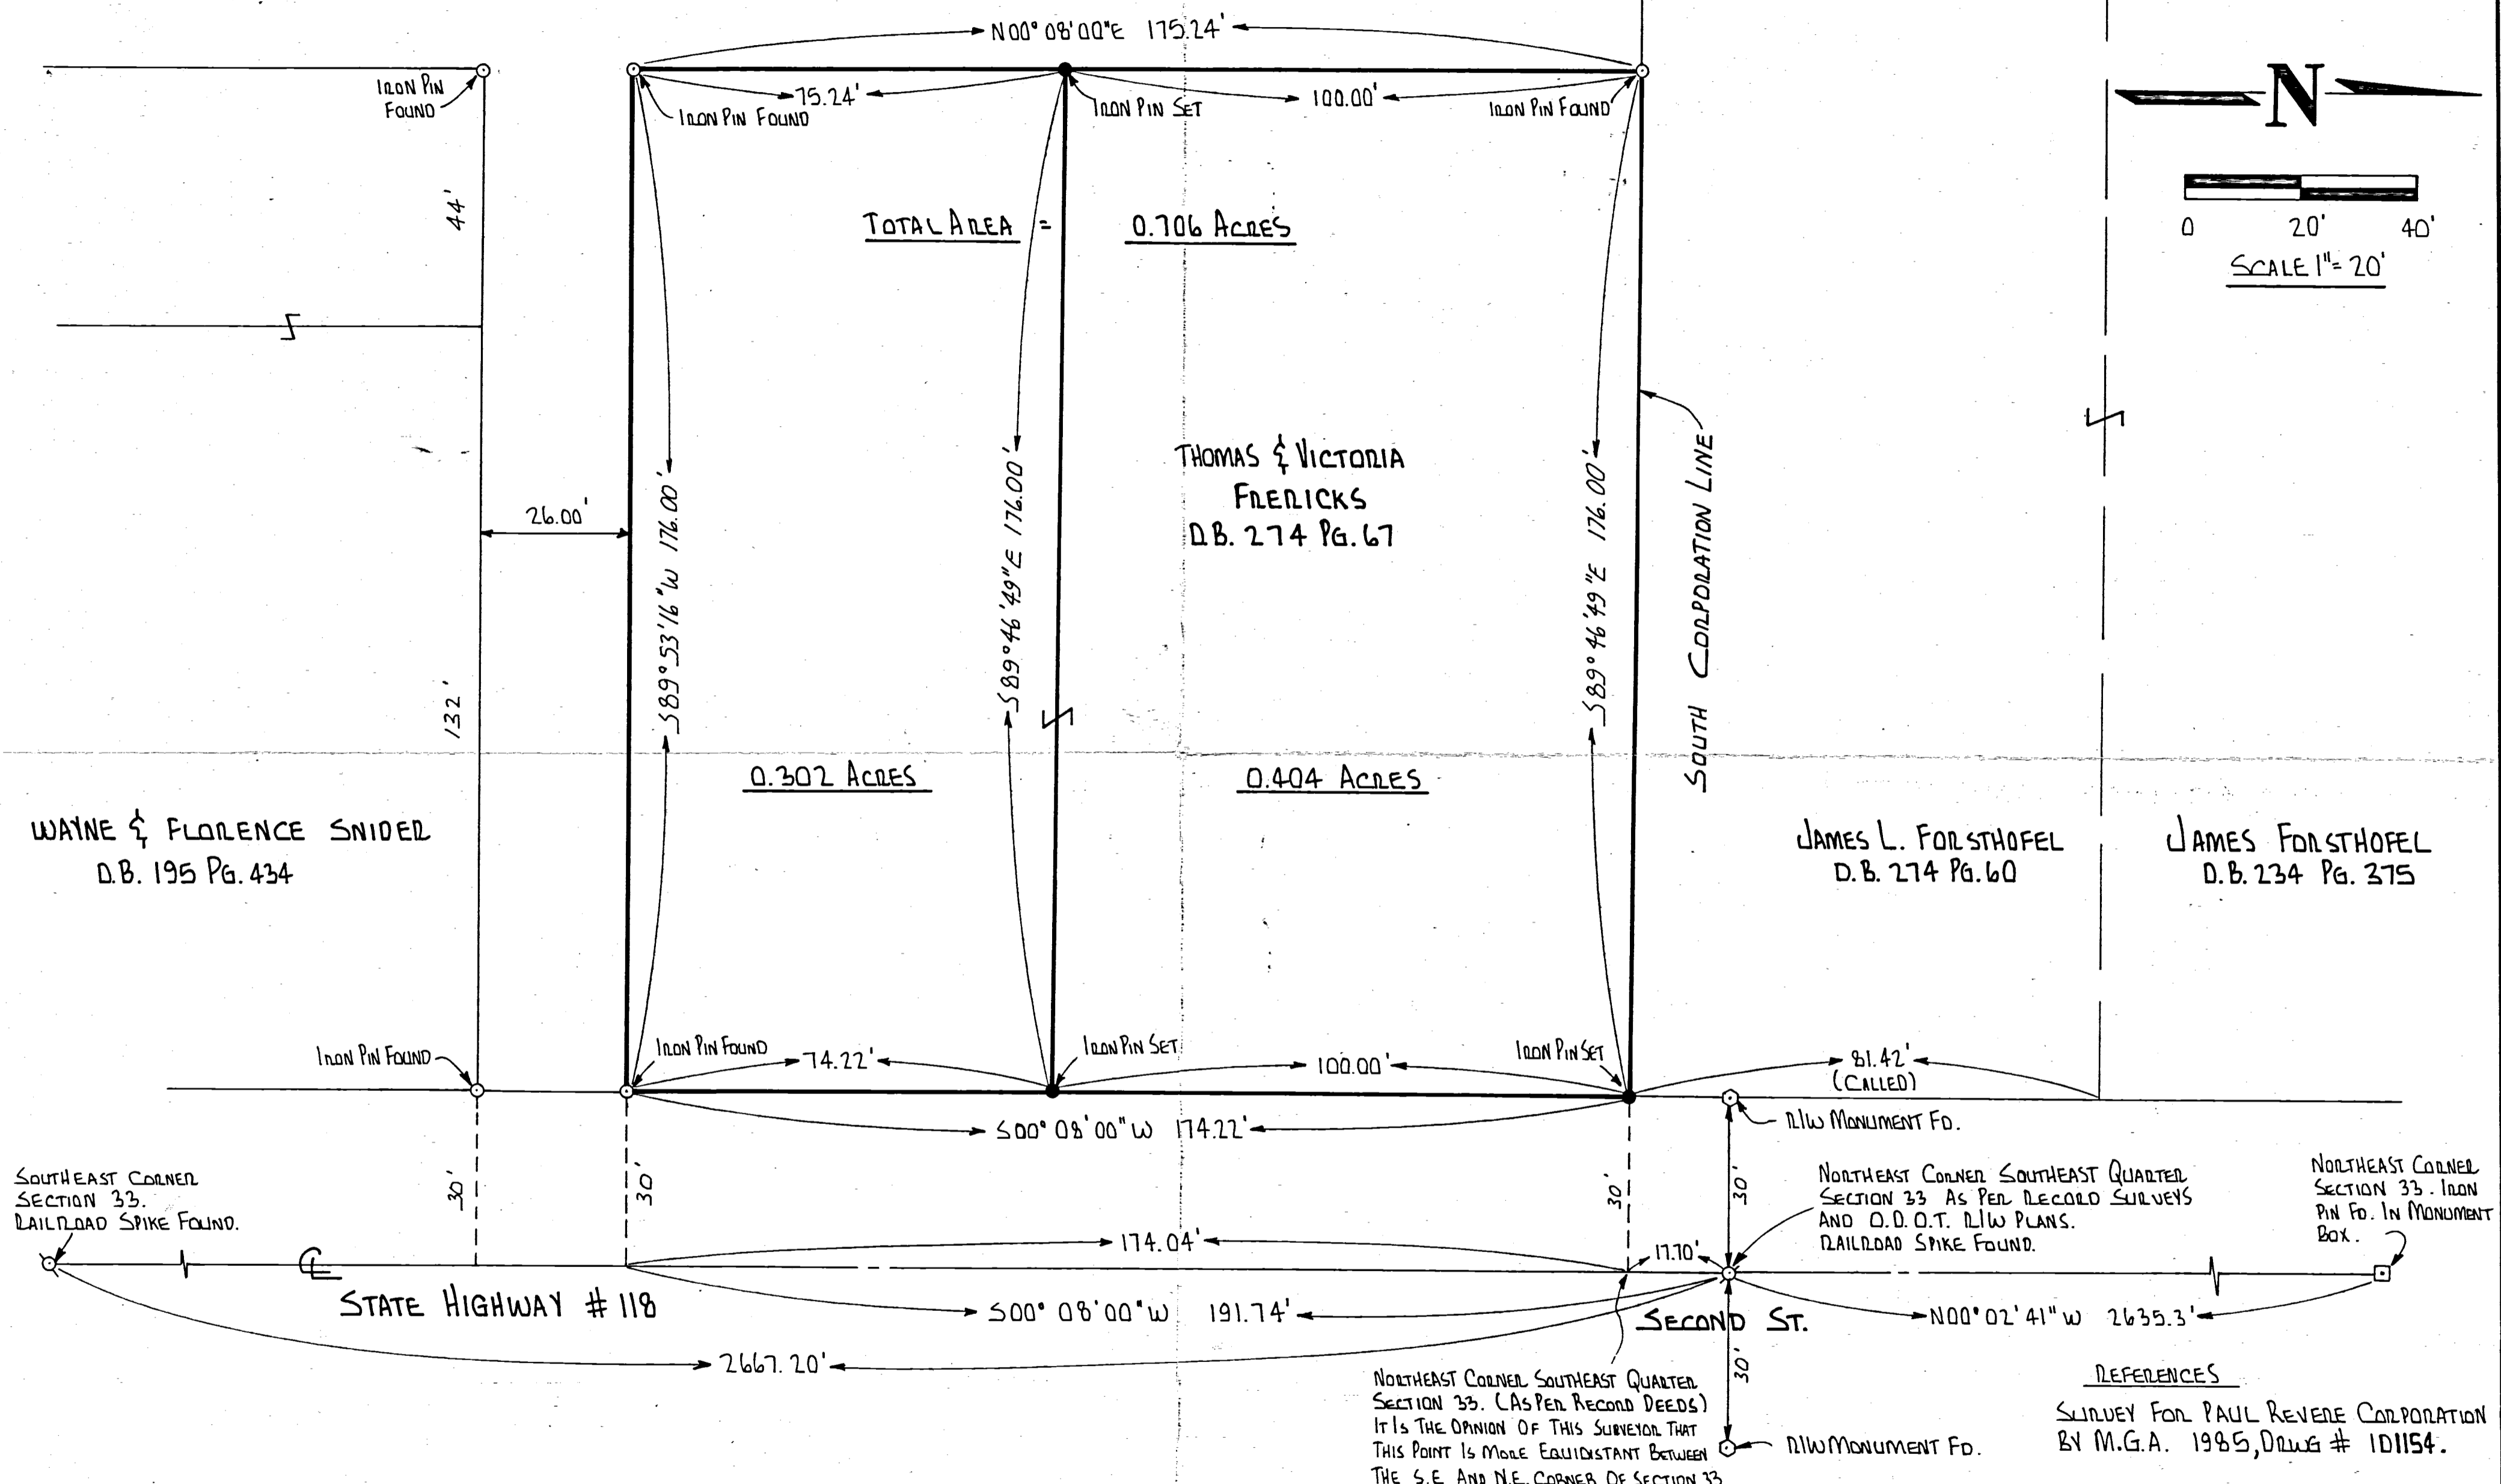 N00° 08' 00"E 175.24'
IRON PIN
FOUND
75.24'
IRON PIN FOUND
IRON PIN SET
100.00'
IRON PIN FOUND
N
0 20' 40'
SCALE 1"= 20'
44'
TOTAL AREA = 0.706 ACRES
THOMAS & VICTORIA
FRERICKS
D.B. 274 PG. 67
26.00'
S89° 53' 16"W 176.00'
S89° 46' 49"E 176.00'
S89° 46' 49"E 176.00'
SOUTH CORPORATION LINE
132'
0.302 ACRES
0.404 ACRES
WAYNE & FLORENCE SNIDER
D.B. 195 PG. 434
JAMES L. FORSTHOFEL
D.B. 274 PG. 60
JAMES FORSTHOFEL
D.B. 234 PG. 375
IRON PIN FOUND
IRON PIN FOUND
74.22'
IRON PIN SET
100.00'
IRON PIN SET
81.42'
(CALLED)
S00° 08' 00" W 174.22'
R/W MONUMENT FD.
SOUTHEAST CORNER
SECTION 33.
RAILROAD SPIKE FOUND.
30'
30'
30'
30'
NORTHEAST CORNER SOUTHEAST QUARTER
SECTION 33 AS PER RECORD SURVEYS
AND O.D.O.T. R/W PLANS.
RAILROAD SPIKE FOUND.
NORTHEAST CORNER
SECTION 33. IRON
PIN FD. IN MONUMENT
BOX.
174.04'
17.70'
CL
STATE HIGHWAY # 118
S00° 08' 00" W 191.74'
SECOND ST.
N00° 02' 41" W 2635.3'
2667.20'
30'
NORTHEAST CORNER SOUTHEAST QUARTER
SECTION 33. (AS PER RECORD DEEDS)
IT IS THE OPINION OF THIS SURVEYOR THAT
THIS POINT IS MORE EQUIDISTANT BETWEEN
THE S.E. AND N.E. CORNER OF SECTION 33
R/W MONUMENT FD.
REFERENCES
SURVEY FOR PAUL REVERE CORPORATION
BY M.G.A. 1985, DRWG # 1D1154.